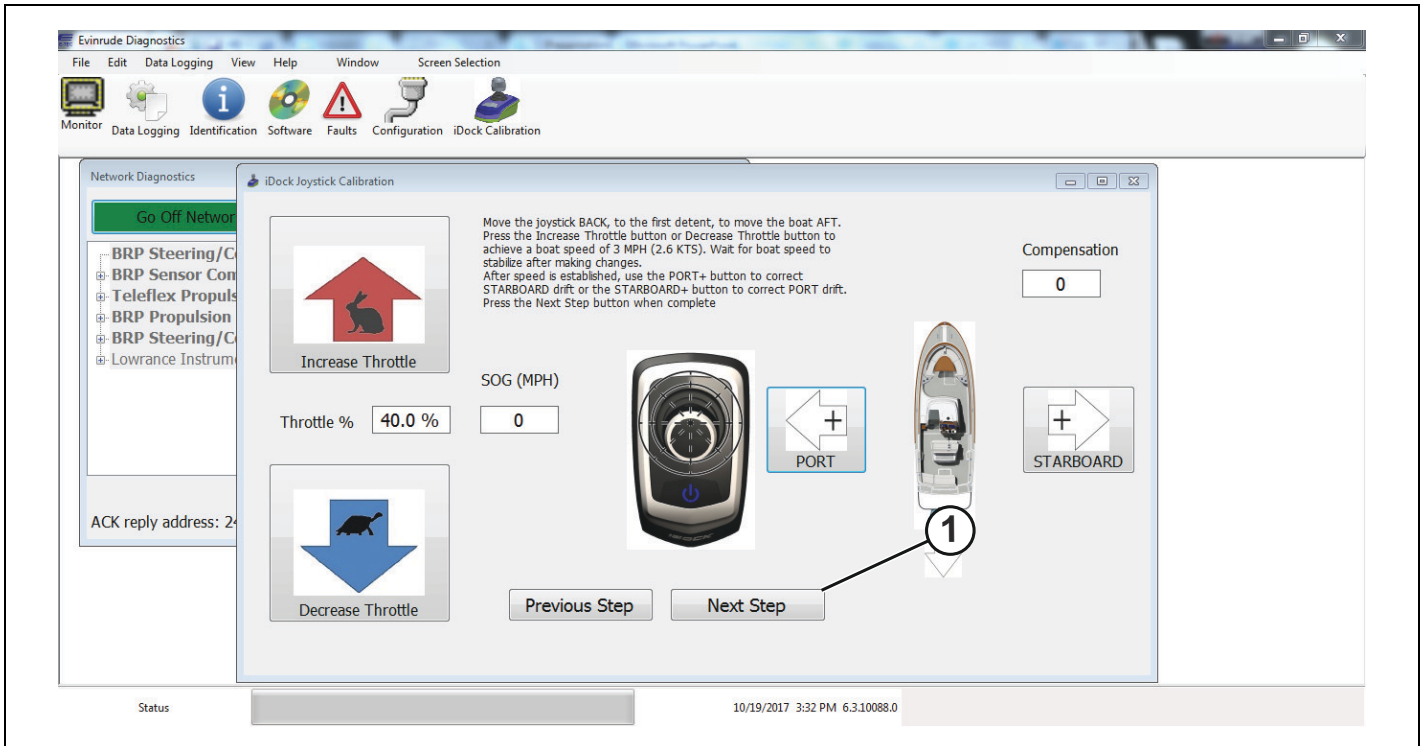 Evinrude Diagnostics
File Edit Data Logging View Help Window Screen Selection
Monitor Data Logging Identification Software Faults Configuration iDock Calibration
Network Diagnostics
Go Off Networ
BRP Steering/C
BRP Sensor Con
Teleflex Propuls
BRP Propulsion
BRP Steering/C
Lowrance Instrum
ACK reply address: 24
iDock Joystick Calibration
Move the joystick BACK, to the first detent, to move the boat AFT.
Press the Increase Throttle button or Decrease Throttle button to
achieve a boat speed of 3 MPH (2.6 KTS). Wait for boat speed to
stabilize after making changes.
After speed is established, use the PORT+ button to correct
STARBOARD drift or the STARBOARD+ button to correct PORT drift.
Press the Next Step button when complete
Compensation
0
Increase Throttle
SOG (MPH)
Throttle % 40.0 %
0
+
PORT
+
STARBOARD
1
Decrease Throttle
Previous Step
Next Step
Status
10/19/2017 3:32 PM 6.3.10088.0